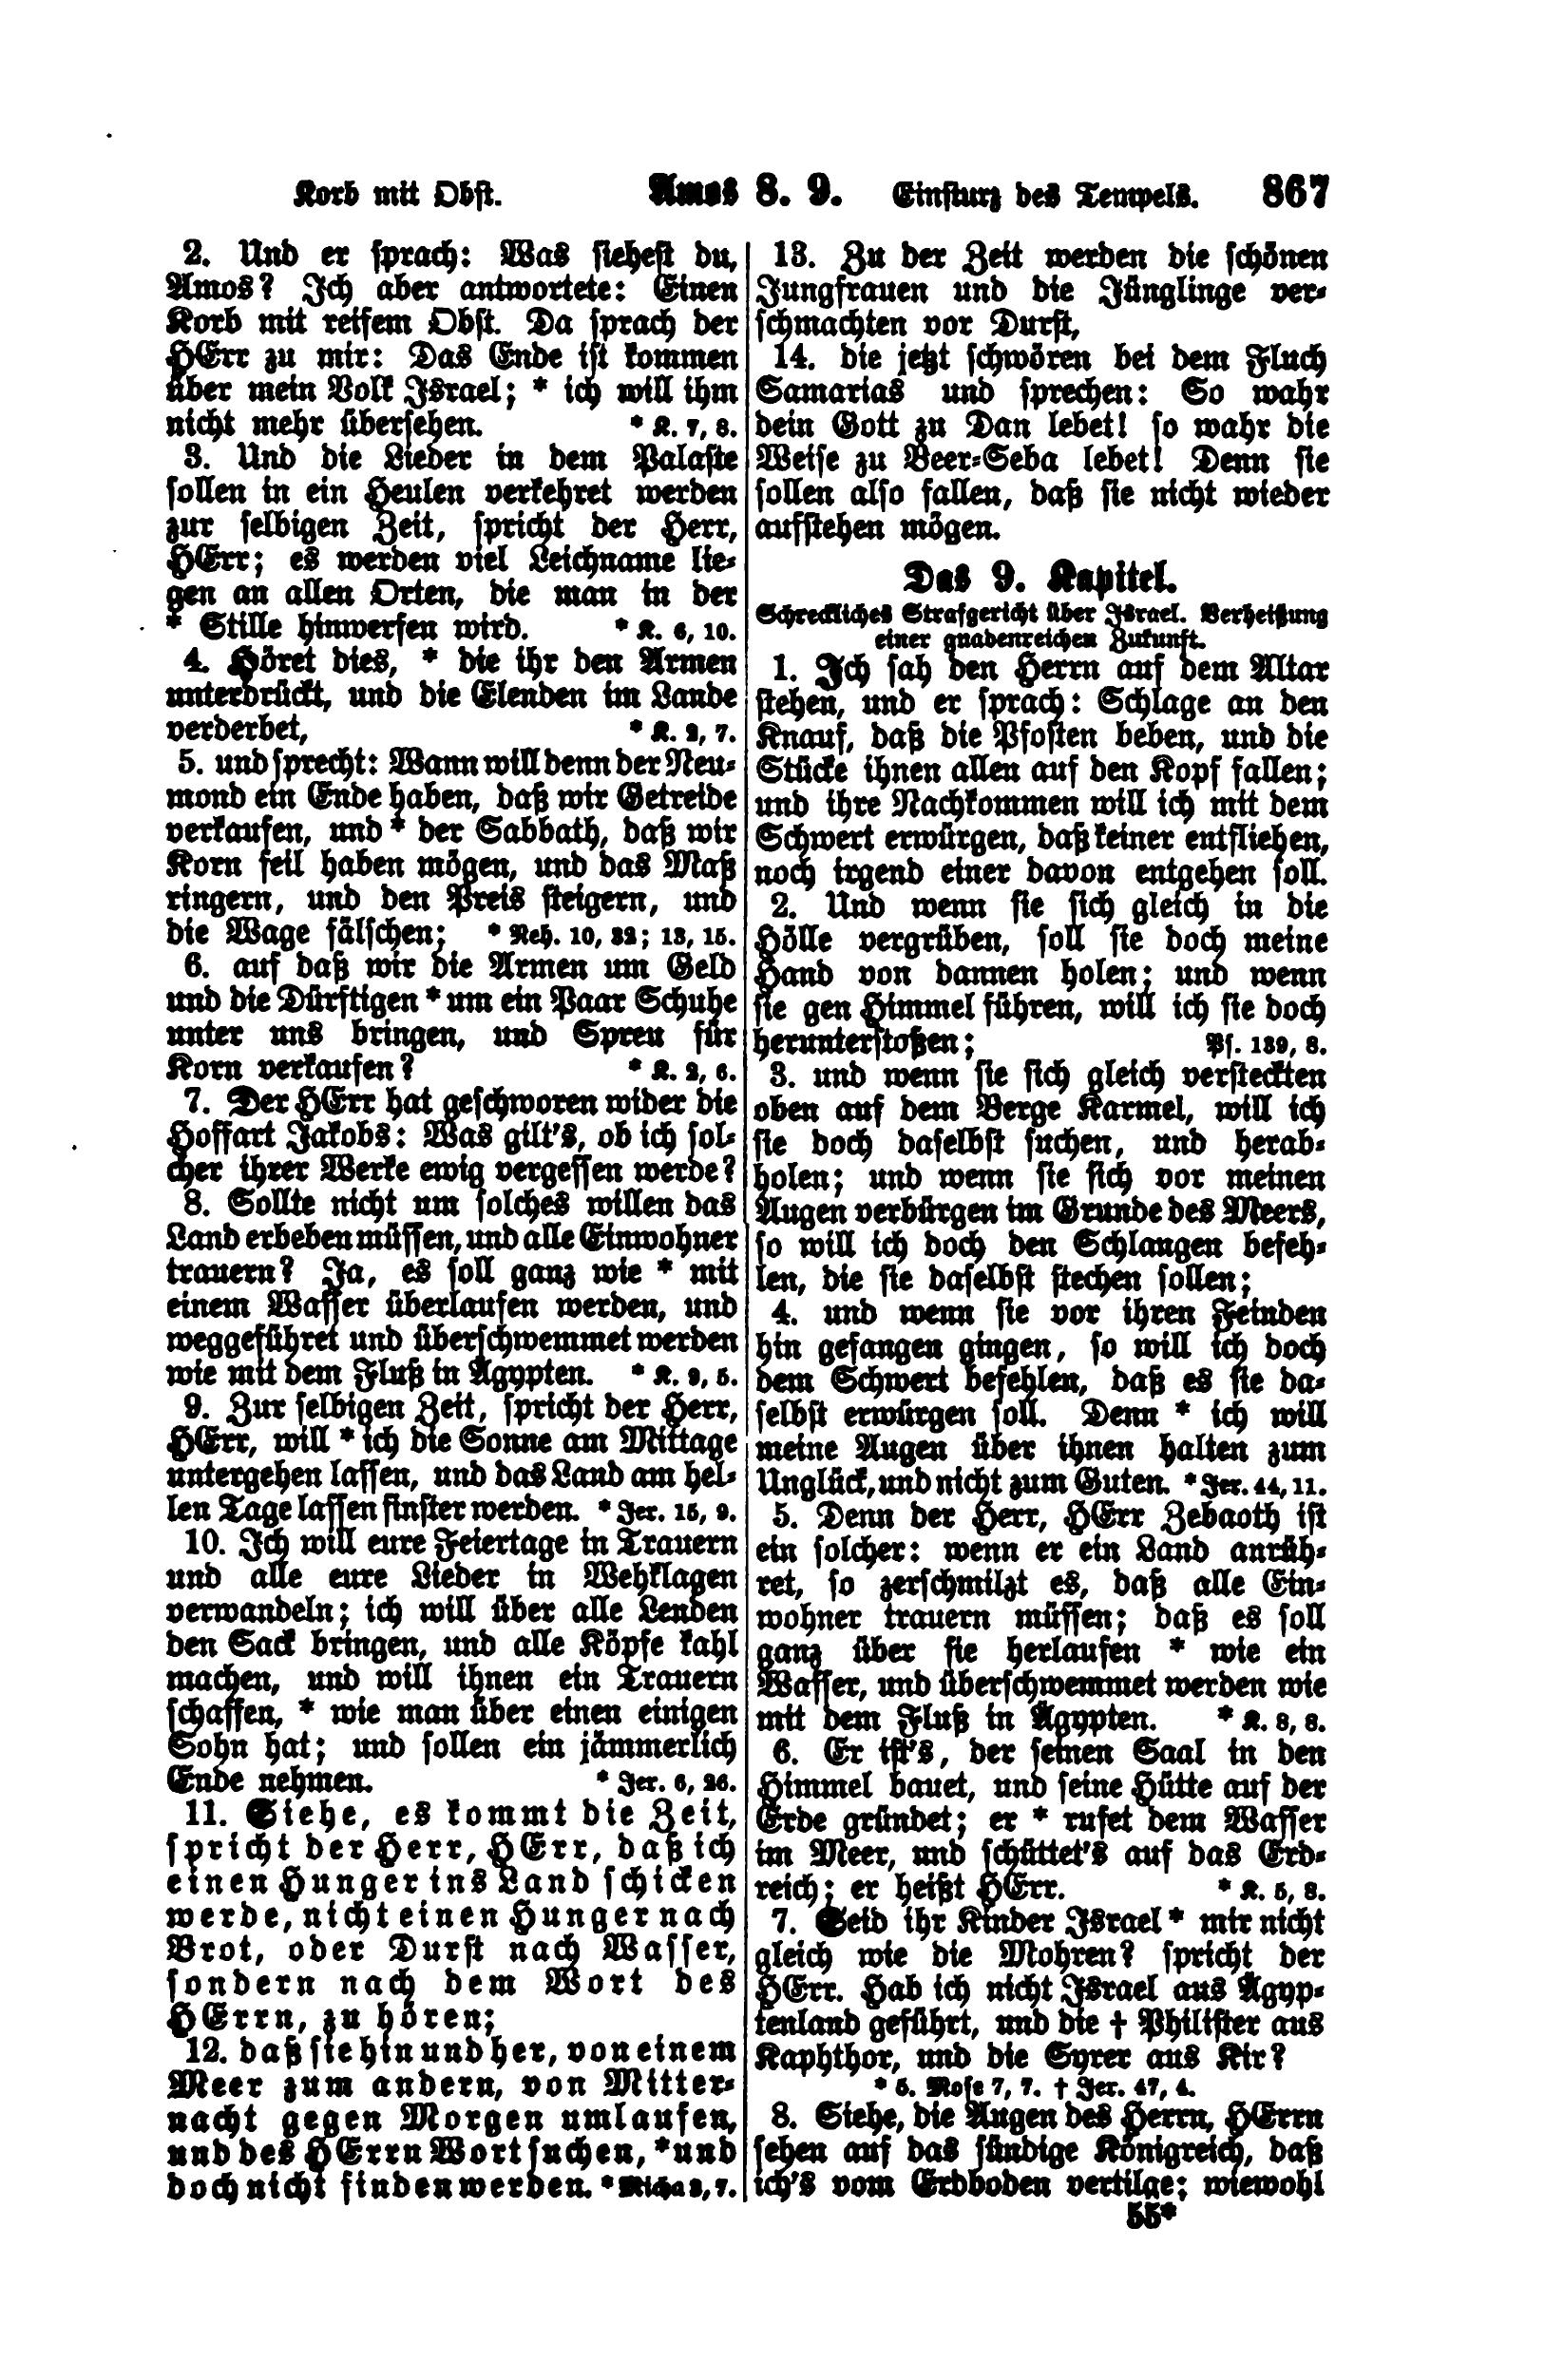 Korb mit Obst. Amos 8. 9. Einsturz des Tempels. 867
2. Und er sprach: Was siehest du,
Amos? Ich aber antwortete: Einen
Korb mit reifem Obst. Da sprach der
HErr zu mir: Das Ende ist kommen
über mein Volk Israel; * ich will ihm
nicht mehr übersehen. * K. 7, 8.
3. Und die Lieder in dem Palaste
sollen in ein Heulen verkehret werden
zur selbigen Zeit, spricht der Herr,
HErr; es werden viel Leichname lie-
gen an allen Orten, die man in der
* Stille hinwerfen wird. * K. 6, 10.
4. Höret dies, * die ihr den Armen
unterdrückt, und die Elenden im Lande
verderbet, * K. 2, 7.
5. und sprecht: Wann will denn der Neu-
mond ein Ende haben, daß wir Getreide
verkaufen, und * der Sabbath, daß wir
Korn feil haben mögen, und das Maß
ringern, und den Preis steigern, und
die Wage fälschen; * Neh. 10, 32; 13, 15.
6. auf daß wir die Armen um Geld
und die Dürftigen * um ein Paar Schuhe
unter uns bringen, und Spreu für
Korn verkaufen? * K. 2, 6.
7. Der HErr hat geschworen wider die
Hoffart Jakobs: Was gilt's, ob ich sol-
cher ihrer Werke ewig vergessen werde?
8. Sollte nicht um solches willen das
Land erbeben müssen, und alle Einwohner
trauern? Ja, es soll ganz wie * mit
einem Wasser überlaufen werden, und
weggeführet und überschwemmet werden
wie mit dem Fluß in Ägypten. * K. 9, 5.
9. Zur selbigen Zeit, spricht der Herr,
HErr, will * ich die Sonne am Mittage
untergehen lassen, und das Land am hel-
len Tage lassen finster werden. * Jer. 15, 9.
10. Ich will eure Feiertage in Trauern
und alle eure Lieder in Wehklagen
verwandeln; ich will über alle Lenden
den Sack bringen, und alle Köpfe kahl
machen, und will ihnen ein Trauern
schaffen, * wie man über einen einigen
Sohn hat; und sollen ein jämmerlich
Ende nehmen. * Jer. 6, 26.
11. Siehe, es kommt die Zeit,
spricht der Herr, HErr, daß ich
einen Hunger ins Land schicken
werde, nicht einen Hunger nach
Brot, oder Durst nach Wasser,
sondern nach dem Wort des
HErrn, zu hören;
12. daß sie hin und her, von einem
Meer zum andern, von Mitter-
nacht gegen Morgen umlaufen,
und des HErrn Wort suchen, * und
doch nicht finden werden. * Micha 3, 7.
13. Zu der Zeit werden die schönen
Jungfrauen und die Jünglinge ver-
schmachten vor Durst,
14. die jetzt schwören bei dem Fluch
Samarias und sprechen: So wahr
dein Gott zu Dan lebet! so wahr die
Weise zu Beer-Seba lebet! Denn sie
sollen also fallen, daß sie nicht wieder
aufstehen mögen.
Das 9. Kapitel.
Schreckliches Strafgericht über Israel. Verheißung
einer gnadenreichen Zukunft.
1. Ich sah den Herrn auf dem Altar
stehen, und er sprach: Schlage an den
Knauf, daß die Pfosten beben, und die
Stücke ihnen allen auf den Kopf fallen;
und ihre Nachkommen will ich mit dem
Schwert erwürgen, daß keiner entfliehen,
noch irgend einer davon entgehen soll.
2. Und wenn sie sich gleich in die
Hölle vergrüben, soll sie doch meine
Hand von dannen holen; und wenn
sie gen Himmel führen, will ich sie doch
herunterstoßen; Ps. 139, 8.
3. und wenn sie sich gleich versteckten
oben auf dem Berge Karmel, will ich
sie doch daselbst suchen, und herab-
holen; und wenn sie sich vor meinen
Augen verbürgen im Grunde des Meers,
so will ich doch den Schlangen befeh-
len, die sie daselbst stechen sollen;
4. und wenn sie vor ihren Feinden
hin gefangen gingen, so will ich doch
dem Schwert befehlen, daß es sie da-
selbst erwürgen soll. Denn * ich will
meine Augen über ihnen halten zum
Unglück, und nicht zum Guten. * Jer. 44, 11.
5. Denn der Herr, HErr Zebaoth ist
ein solcher: wenn er ein Land anrüh-
ret, so zerschmilzt es, daß alle Ein-
wohner trauern müssen; daß es soll
ganz über sie herlaufen * wie ein
Wasser, und überschwemmet werden wie
mit dem Fluß in Ägypten. * K. 8, 8.
6. Er ist's, der seinen Saal in den
Himmel bauet, und seine Hütte auf der
Erde gründet; er * rufet dem Wasser
im Meer, und schüttet's auf das Erd-
reich; er heißt HErr. * K. 5, 8.
7. Seid ihr Kinder Israel * mir nicht
gleich wie die Mohren? spricht der
HErr. Hab ich nicht Israel aus Ägyp-
tenland geführt, und die † Philister aus
Kaphthor, und die Syrer aus Kir?
* 5. Mose 7, 7. † Jer. 47, 4.
8. Siehe, die Augen des Herrn, HErrn
sehen auf das sündige Königreich, daß
ich's vom Erdboden vertilge; wiewohl
55*